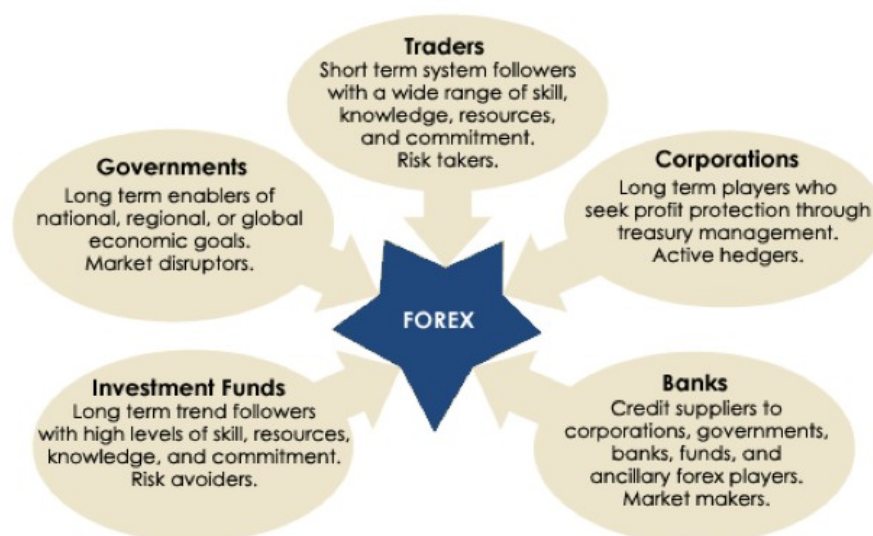 Traders
Short term system followers
with a wide range of skill,
knowledge, resources,
and commitment.
Risk takers.
Governments
Long term enablers of
national, regional, or global
economic goals.
Market disruptors.
Corporations
Long term players who
seek profit protection through
treasury management.
Active hedgers.
FOREX
Investment Funds
Long term trend followers
with high levels of skill, resources,
knowledge, and commitment.
Risk avoiders.
Banks
Credit suppliers to
corporations, governments,
banks, funds, and
ancillary forex players.
Market makers.